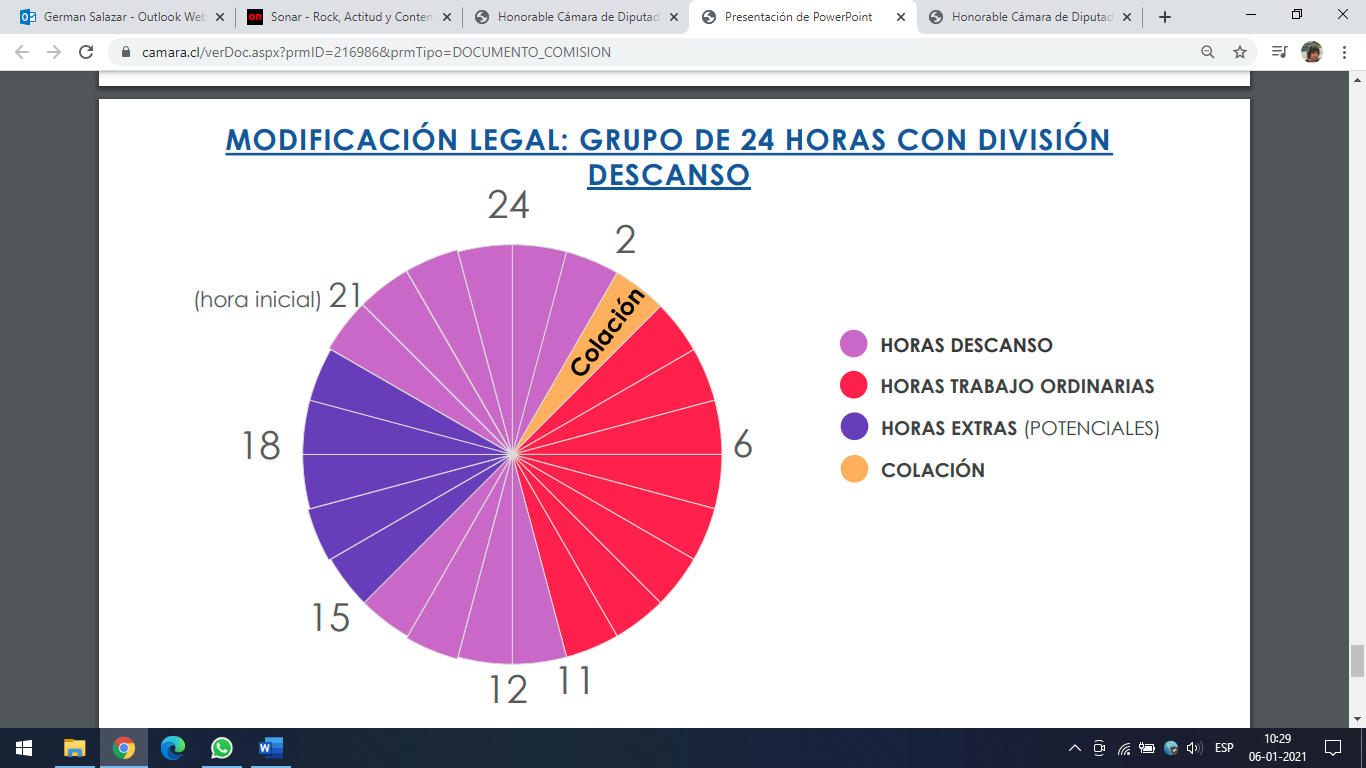 German Salazar - Outlook Web
Sonar - Rock, Actitud y Conten
Honorable Cámara de Diputad
Presentación de PowerPoint
Honorable Cámara de Diputad
camara.cl/verDoc.aspx?prmID=216986&prmTipo=DOCUMENTO_COMISION
MODIFICACIÓN LEGAL: GRUPO DE 24 HORAS CON DIVISIÓN
DESCANSO
24
2
(hora inicial) 21
Colación
18
6
15
12
11
HORAS DESCANSO
HORAS TRABAJO ORDINARIAS
HORAS EXTRAS (POTENCIALES)
COLACIÓN
ESP
10:29
06-01-2021